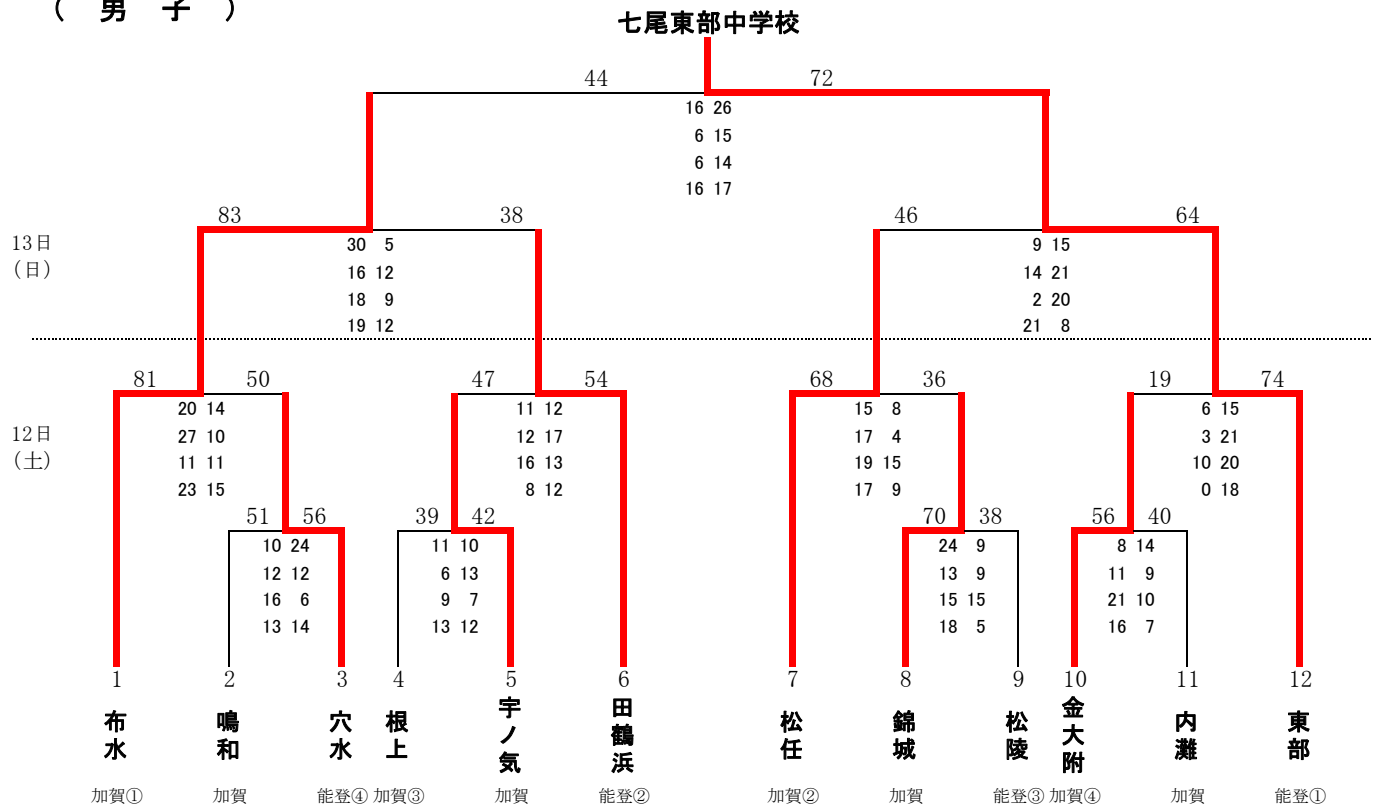 （ 男 子 ）
七尾東部中学校
44 72
16 26
6 15
6 14
16 17
83 38 46 64
13日
（日）
30 5 9 15
16 12 14 21
18 9 2 20
19 12 21 8
81 50 47 54 68 36 19 74
12日
（土）
20 14 11 12 15 8 6 15
27 10 12 17 17 4 3 21
11 11 16 13 19 15 10 20
23 15 8 12 17 9 0 18
51 56 39 42 70 38 56 40
10 24 11 10 24 9 8 14
12 12 6 13 13 9 11 9
16 6 9 7 15 15 21 10
13 14 13 12 18 5 16 7
1 2 3 4 5 6 7 8 9 10 11 12
布水 鳴和 穴水 根上 宇ノ気 田鶴浜 松任 錦城 松陵 金大附 内灘 東部
加賀① 加賀 能登④ 加賀③ 加賀 能登② 加賀② 加賀 能登③ 加賀④ 加賀 能登①